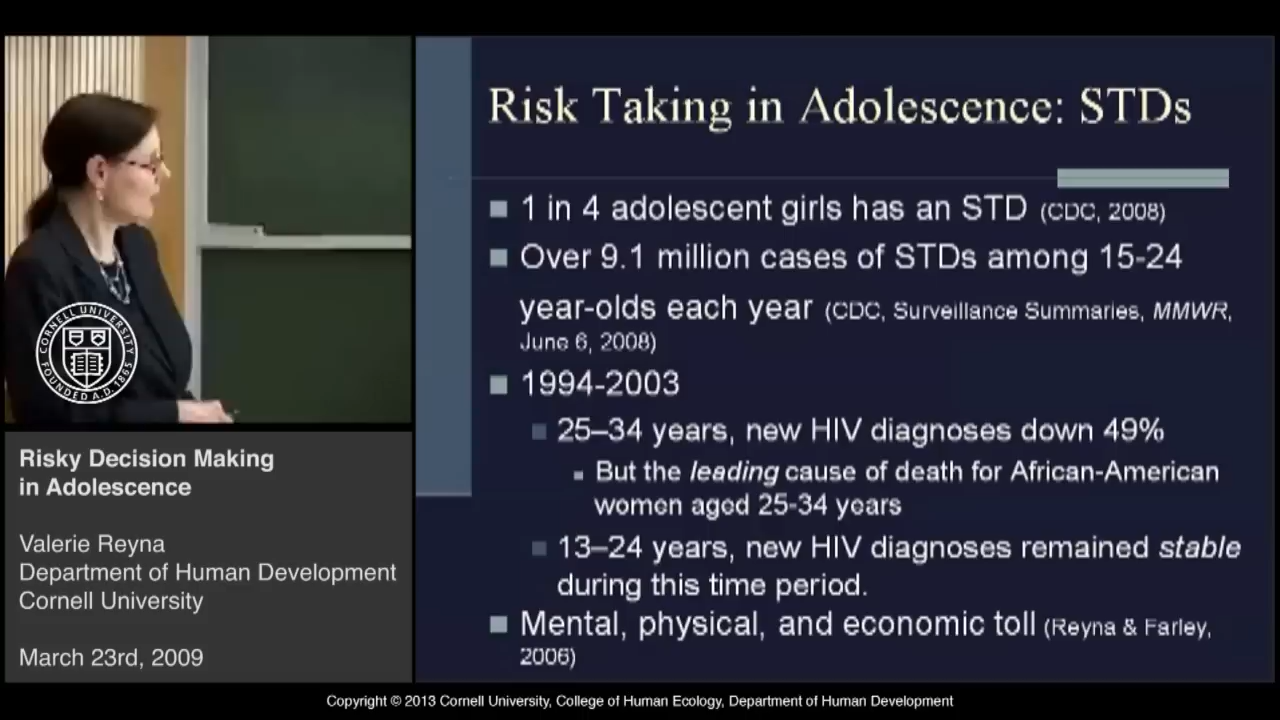 Risk Taking in Adolescence: STDs
1 in 4 adolescent girls has an STD (CDC, 2008)
Over 9.1 million cases of STDs among 15-24
year-olds each year (CDC, Surveillance Summaries, MMWR,
June 6, 2008)
1994-2003
25–34 years, new HIV diagnoses down 49%
But the leading cause of death for African-American
women aged 25-34 years
13–24 years, new HIV diagnoses remained stable
during this time period.
Mental, physical, and economic toll (Reyna & Farley,
2006)
CORNELL UNIVERSITY
FOUNDED A.D. 1865
Risky Decision Making
in Adolescence
Valerie Reyna
Department of Human Development
Cornell University
March 23rd, 2009
Copyright © 2013 Cornell University, College of Human Ecology, Department of Human Development